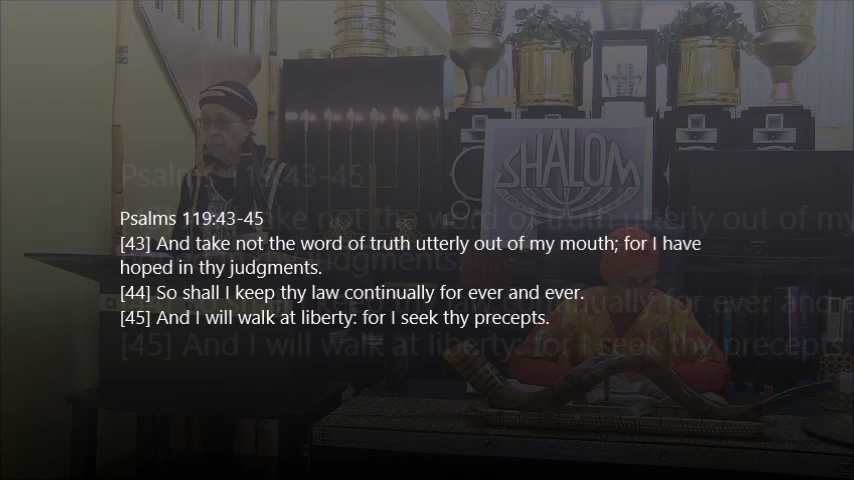 SHALOM
Psalms 119:43-45
[43] And take not the word of truth utterly out of my mouth; for I have
hoped in thy judgments.
[44] So shall I keep thy law continually for ever and ever.
[45] And I will walk at liberty: for I seek thy precepts.